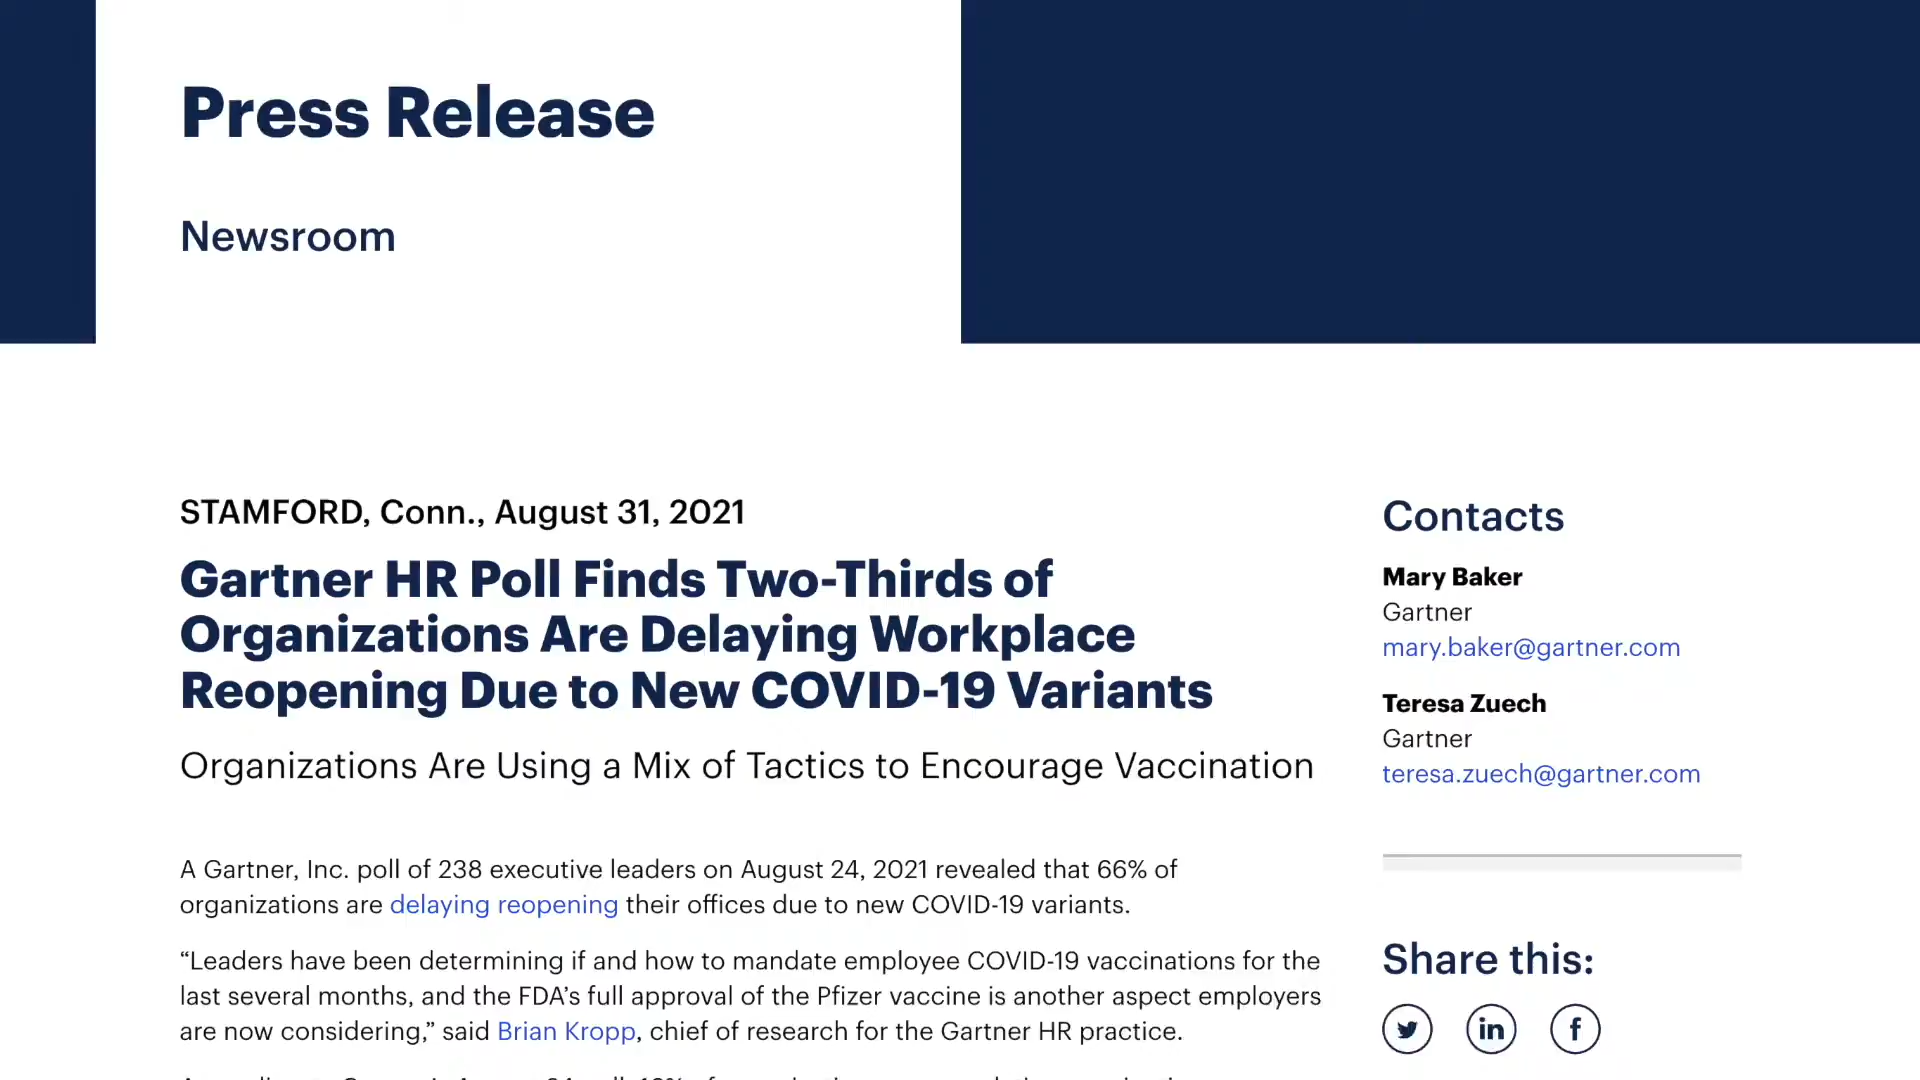 Press Release
Newsroom
STAMFORD, Conn., August 31, 2021
Gartner HR Poll Finds Two-Thirds of
Organizations Are Delaying Workplace
Reopening Due to New COVID-19 Variants
Organizations Are Using a Mix of Tactics to Encourage Vaccination
A Gartner, Inc. poll of 238 executive leaders on August 24, 2021 revealed that 66% of
organizations are delaying reopening their offices due to new COVID-19 variants.
“Leaders have been determining if and how to mandate employee COVID-19 vaccinations for the
last several months, and the FDA’s full approval of the Pfizer vaccine is another aspect employers
are now considering,” said Brian Kropp, chief of research for the Gartner HR practice.
Contacts
Mary Baker
Gartner
mary.baker@gartner.com
Teresa Zuech
Gartner
teresa.zuech@gartner.com
Share this: